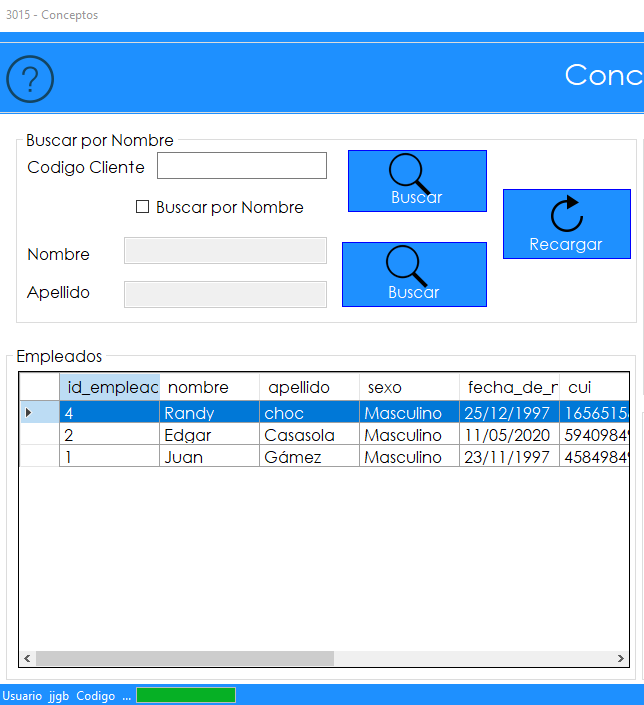 3015 - Conceptos
?
Conc
Buscar por Nombre
Codigo Cliente
Buscar
Buscar por Nombre
Recargar
Nombre
Apellido
Buscar
Empleados
id_empleac nombre apellido sexo fecha_de_n cui
4 Randy choc Masculino 25/12/1997 1656515
2 Edgar Casasola Masculino 11/05/2020 5940984
1 Juan Gámez Masculino 23/11/1997 4584984
Usuario jjgb Codigo ...